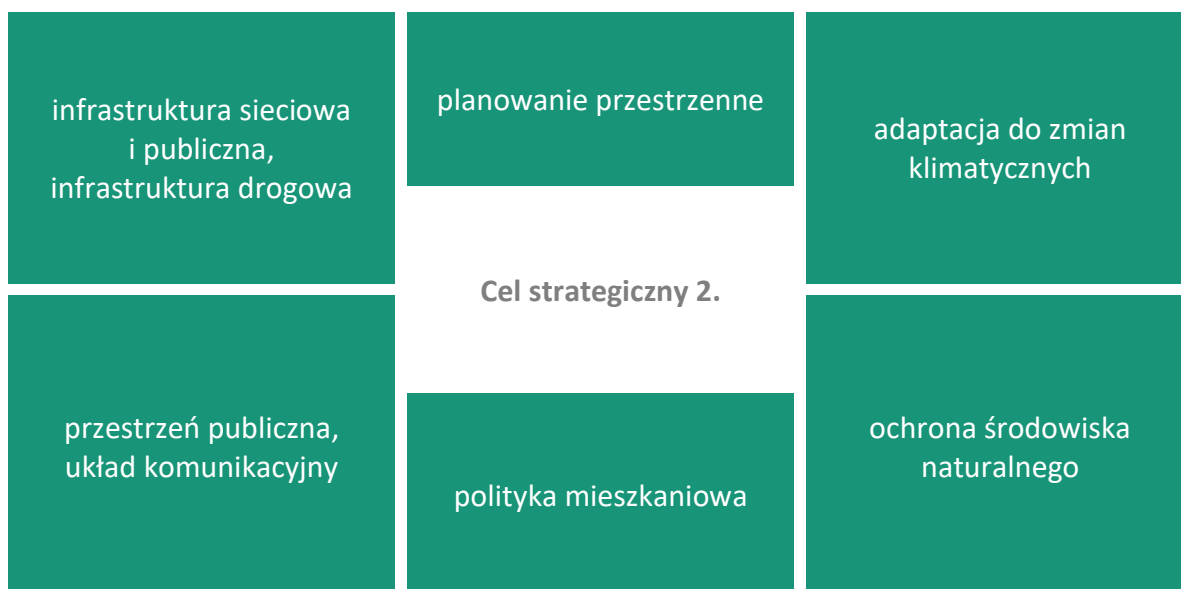 infrastruktura sieciowa
i publiczna,
infrastruktura drogowa
planowanie przestrzenne
adaptacja do zmian
klimatycznych
Cel strategiczny 2.
przestrzeń publiczna,
układ komunikacyjny
polityka mieszkaniowa
ochrona środowiska
naturalnego